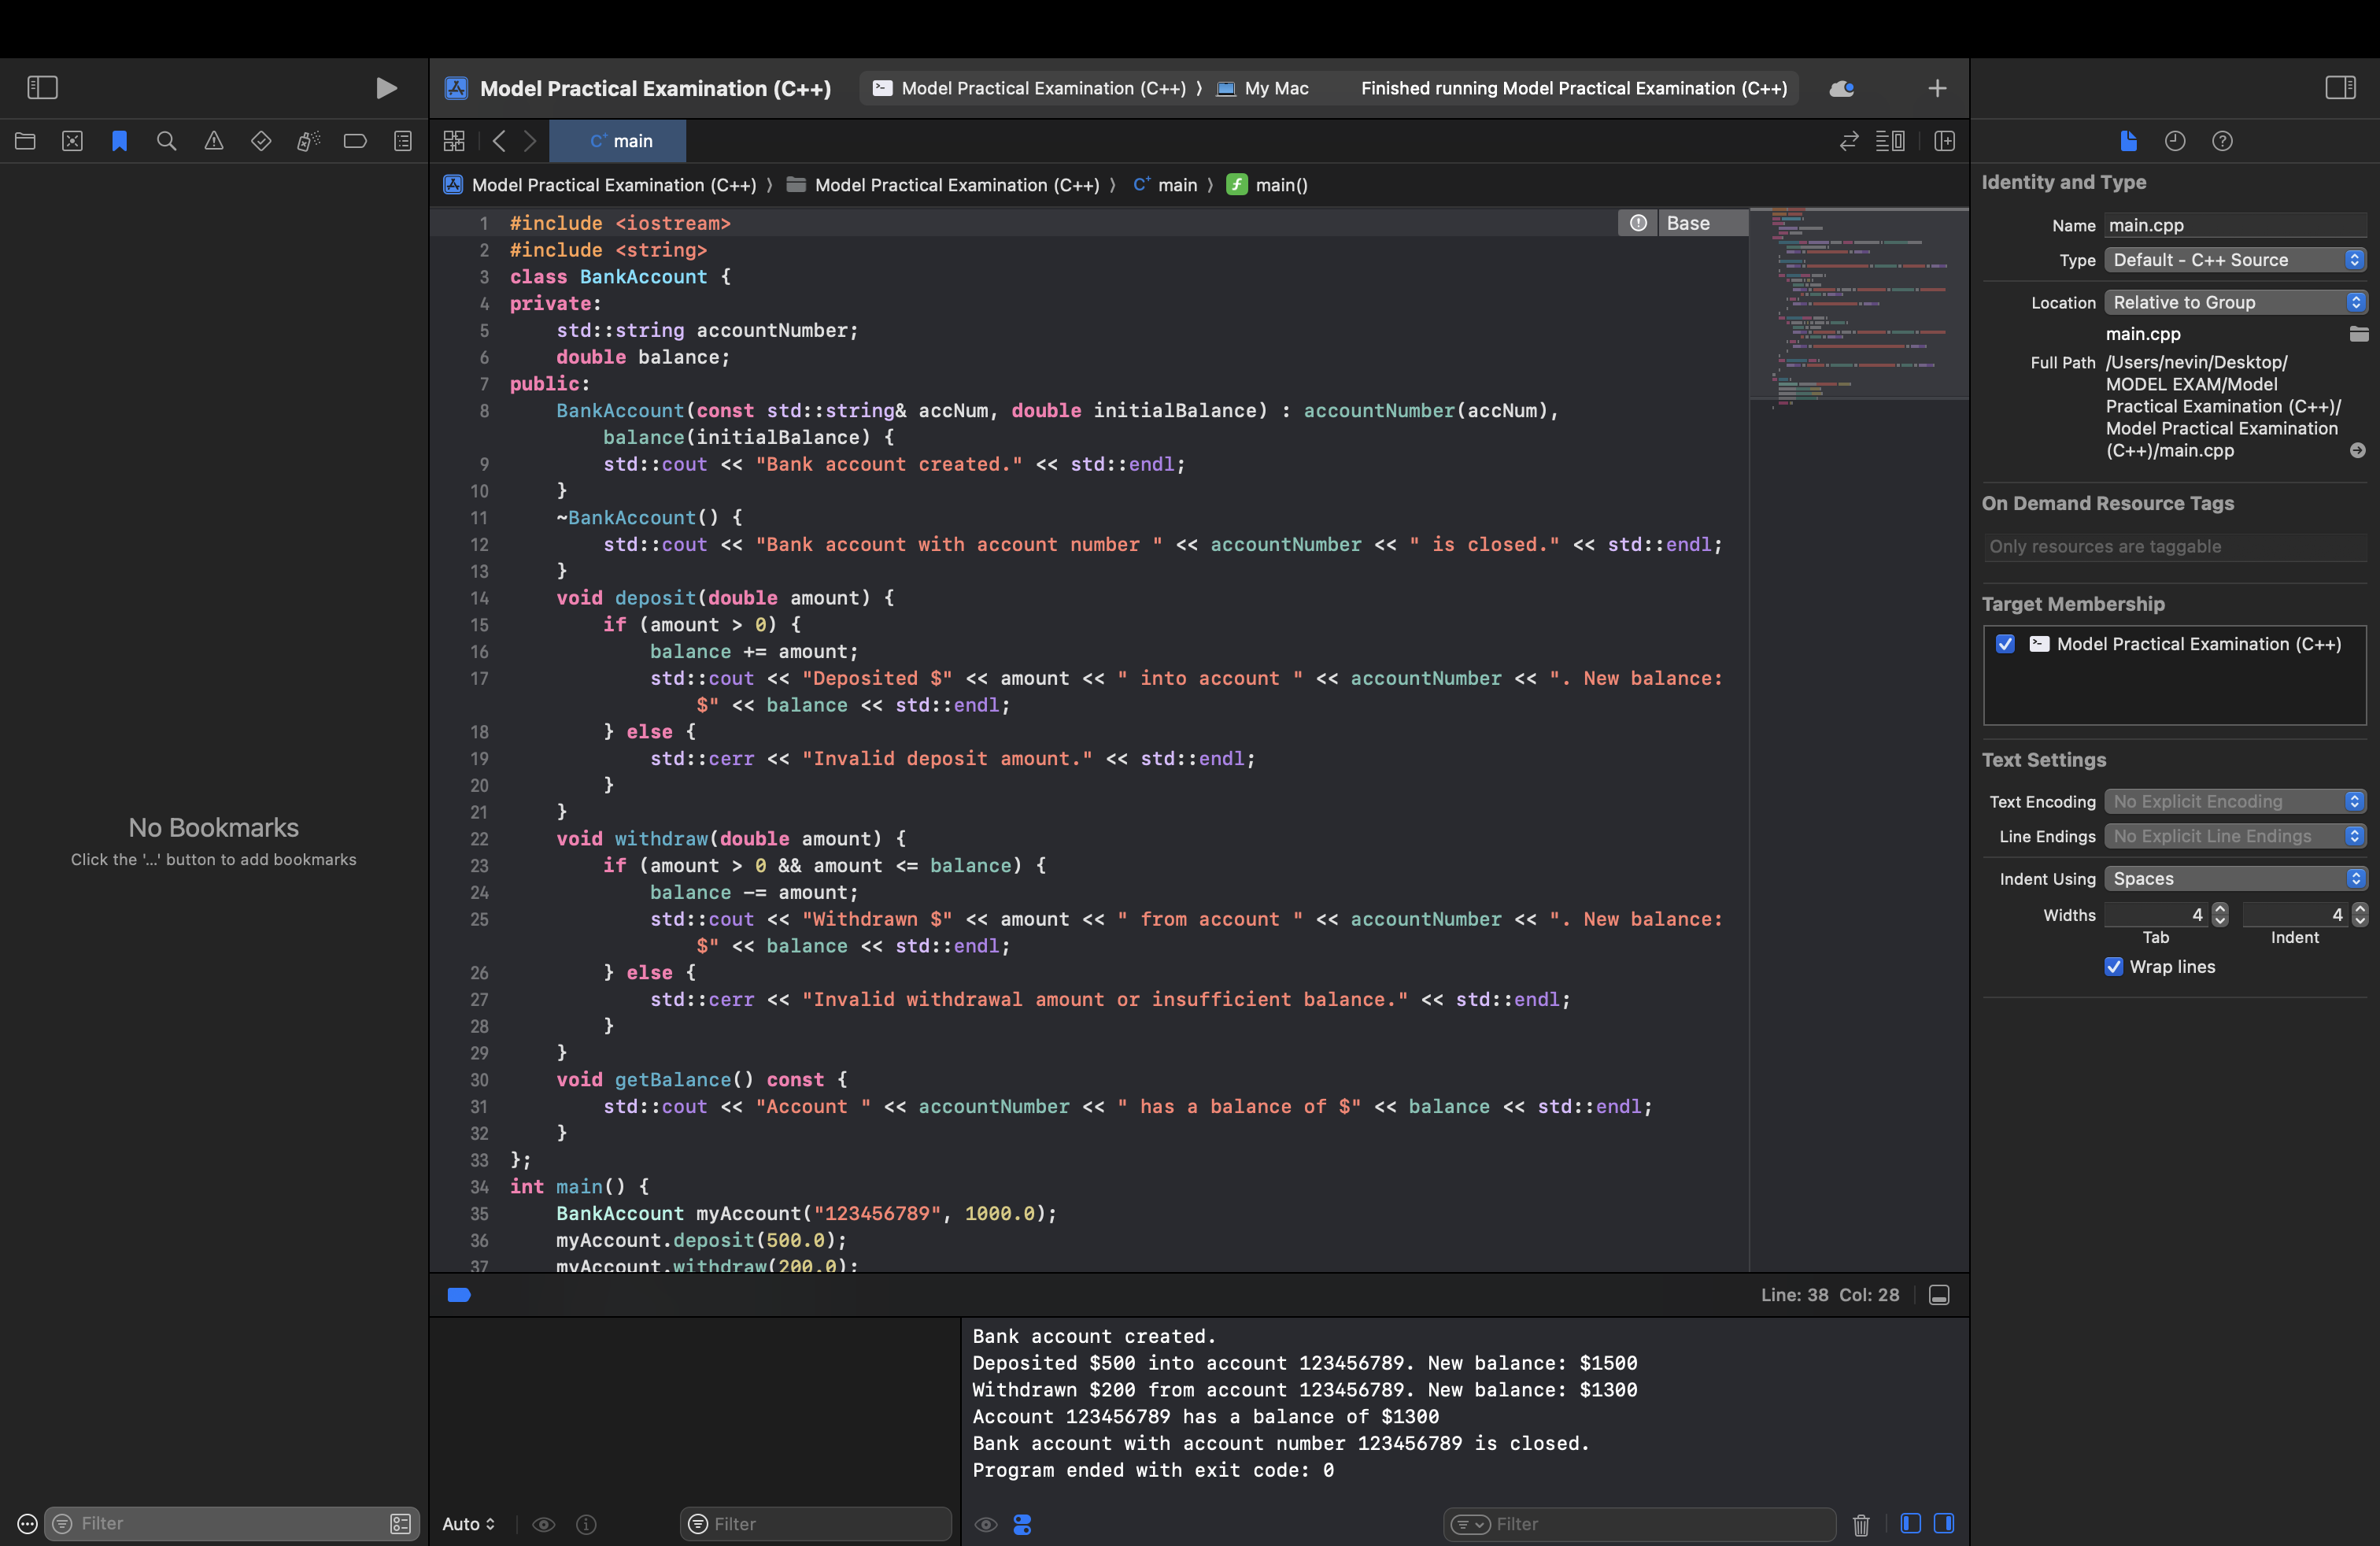 Model Practical Examination (C++)
Model Practical Examination (C++) ⟩ My Mac
Finished running Model Practical Examination (C++)
C+ main
Model Practical Examination (C++) ⟩ Model Practical Examination (C++) ⟩ C+ main ⟩ f main()
No Bookmarks
Click the '...' button to add bookmarks
Filter
Base
1 #include <iostream>
2 #include <string>
3 class BankAccount {
4 private:
5     std::string accountNumber;
6     double balance;
7 public:
8     BankAccount(const std::string& accNum, double initialBalance) : accountNumber(accNum),
        balance(initialBalance) {
9         std::cout << "Bank account created." << std::endl;
10     }
11     ~BankAccount() {
12         std::cout << "Bank account with account number " << accountNumber << " is closed." << std::endl;
13     }
14     void deposit(double amount) {
15         if (amount > 0) {
16             balance += amount;
17             std::cout << "Deposited $" << amount << " into account " << accountNumber << ". New balance:
                $" << balance << std::endl;
18         } else {
19             std::cerr << "Invalid deposit amount." << std::endl;
20         }
21     }
22     void withdraw(double amount) {
23         if (amount > 0 && amount <= balance) {
24             balance -= amount;
25             std::cout << "Withdrawn $" << amount << " from account " << accountNumber << ". New balance:
                $" << balance << std::endl;
26         } else {
27             std::cerr << "Invalid withdrawal amount or insufficient balance." << std::endl;
28         }
29     }
30     void getBalance() const {
31         std::cout << "Account " << accountNumber << " has a balance of $" << balance << std::endl;
32     }
33 };
34 int main() {
35     BankAccount myAccount("123456789", 1000.0);
36     myAccount.deposit(500.0);
37     myAccount.withdraw(200.0);
Line: 38 Col: 28
Auto
Filter
Bank account created.
Deposited $500 into account 123456789. New balance: $1500
Withdrawn $200 from account 123456789. New balance: $1300
Account 123456789 has a balance of $1300
Bank account with account number 123456789 is closed.
Program ended with exit code: 0
Filter
Identity and Type
Name main.cpp
Type Default - C++ Source
Location Relative to Group
main.cpp
Full Path /Users/nevin/Desktop/
MODEL EXAM/Model
Practical Examination (C++)/
Model Practical Examination
(C++)/main.cpp
On Demand Resource Tags
Only resources are taggable
Target Membership
Model Practical Examination (C++)
Text Settings
Text Encoding No Explicit Encoding
Line Endings No Explicit Line Endings
Indent Using Spaces
Widths 4 4
Tab Indent
Wrap lines